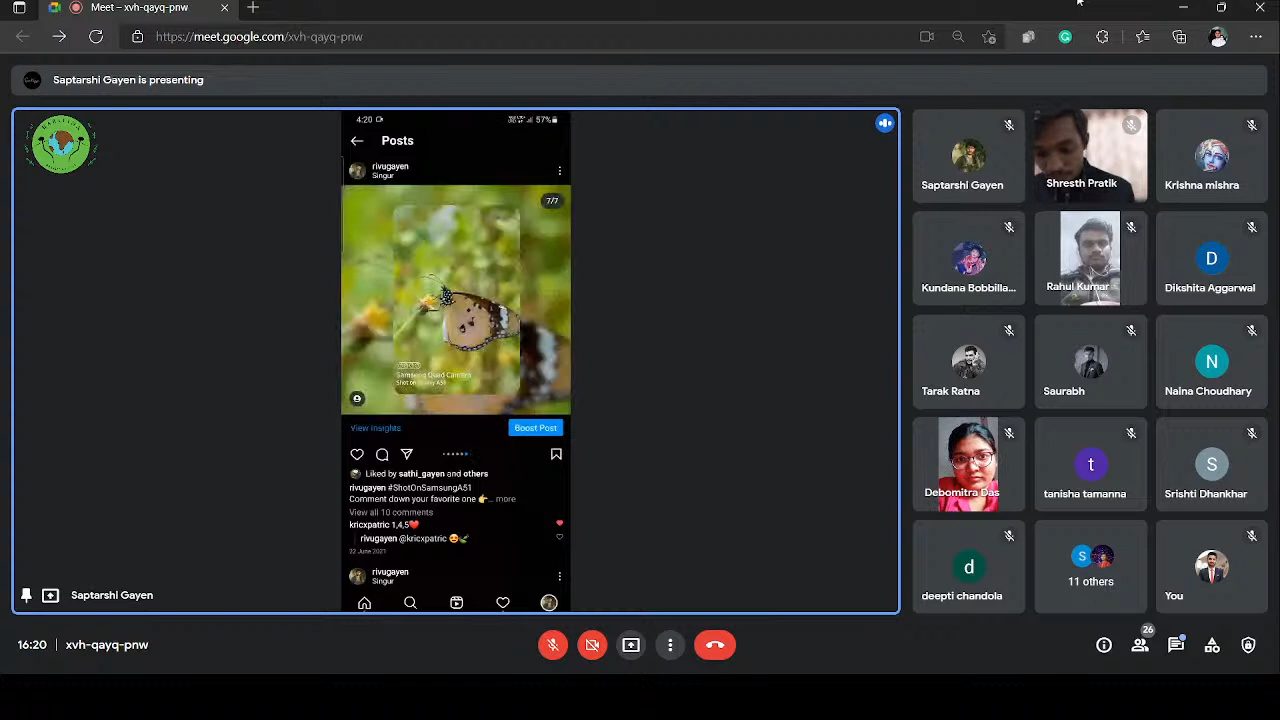 Meet – xvh-qayq-pnw
https://meet.google.com/xvh-qayq-pnw
Saptarshi Gayen is presenting
4:20
57%
Posts
rivugayen
Singur
7/7
Samsung Quad Camera
Shot on Galaxy A51
View Insights
Boost Post
Liked by sathi_gayen and others
rivugayen #ShotOnSamsungA51
Comment down your favorite one 👉... more
View all 10 comments
kricxpatric 1,4,5❤️
rivugayen @kricxpatric 😍🌿
22 June 2021
rivugayen
Singur
Saptarshi Gayen
Saptarshi Gayen
Shresth Pratik
Krishna mishra
Kundana Bobbilla...
Rahul Kumar
D
Dikshita Aggarwal
Tarak Ratna
Saurabh
N
Naina Choudhary
Debomitra Das
t
tanisha tamanna
S
Srishti Dhankhar
d
deepti chandola
S
11 others
You
16:20
xvh-qayq-pnw
26